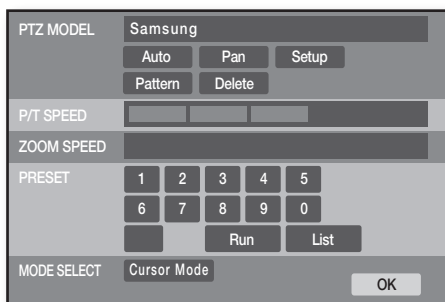 PTZ MODEL Samsung
Auto Pan Setup
Pattern Delete
P/T SPEED
ZOOM SPEED
PRESET 1 2 3 4 5
6 7 8 9 0
Run List
MODE SELECT Cursor Mode
OK